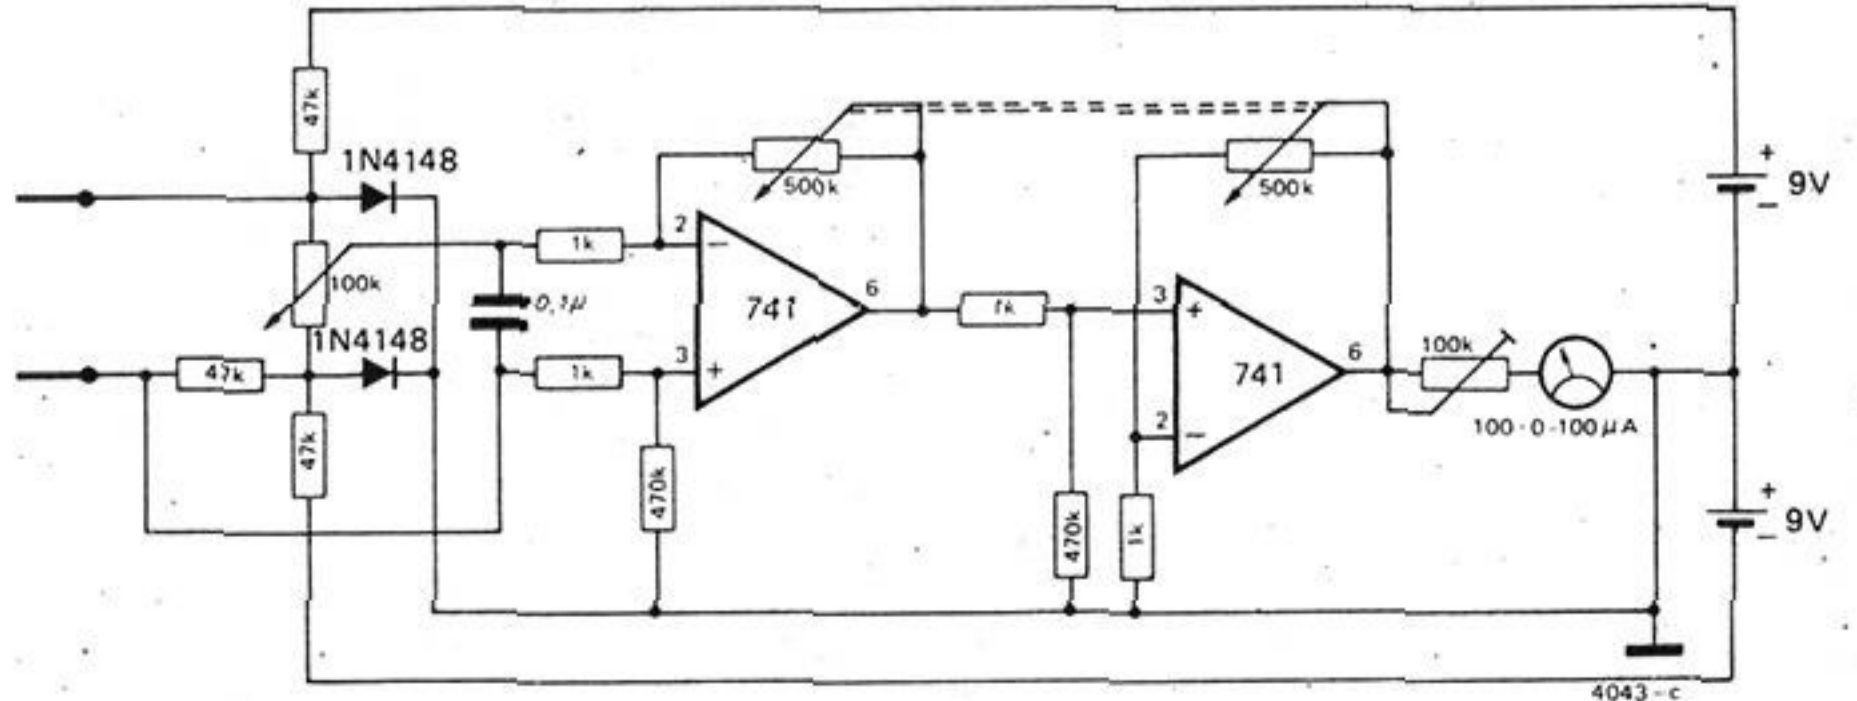 47k
1N4148
100k
1N4148
47k
47k
0,1µ
1k
1k
470k
500k
2
−
3
+
741
6
1k
470k
500k
3
+
2
−
741
6
1k
100k
100-0-100µA
+
9V
−
+
9V
−
4043-c